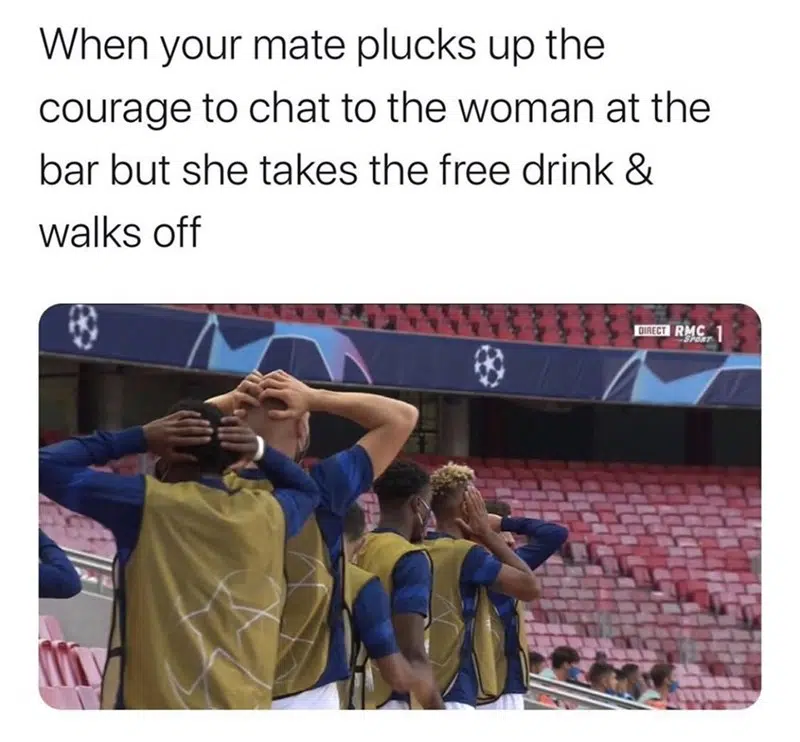 When your mate plucks up the
courage to chat to the woman at the
bar but she takes the free drink &
walks off
DIRECT RMC 1
SPORT